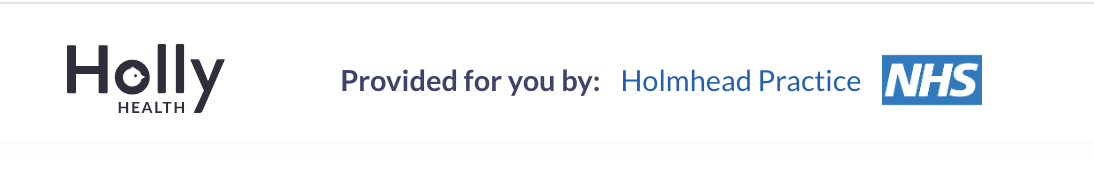 Holly
HEALTH
Provided for you by: Holmhead Practice NHS